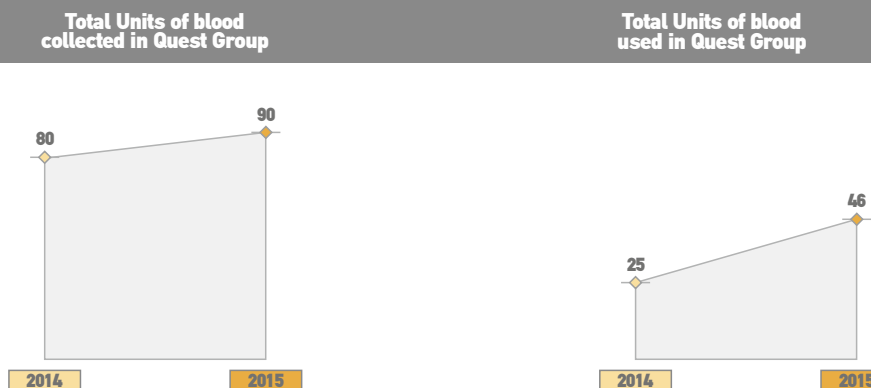 Total Units of blood
collected in Quest Group
80
90
2014
2015
Total Units of blood
used in Quest Group
25
46
2014
2015